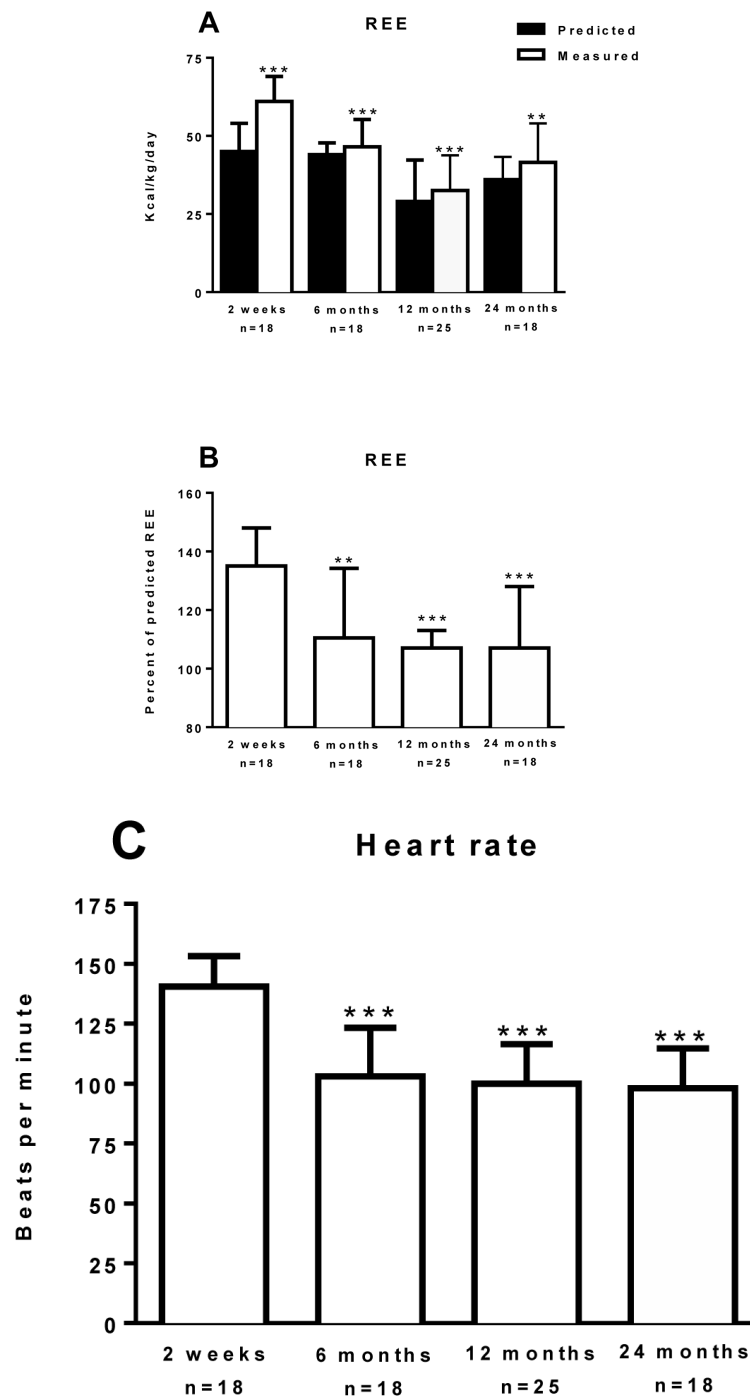 A
REE
Predicted
Measured
Kcal/kg/day
75
50
25
0
***
***
***
**
2 weeks
6 months
12 months
24 months
n=18
n=18
n=25
n=18
B
REE
Percent of predicted REE
160
140
120
100
80
**
***
***
2 weeks
6 months
12 months
24 months
n=18
n=18
n=25
n=18
C
Heart rate
Beats per minute
175
150
125
100
75
50
25
0
***
***
***
2 weeks
6 months
12 months
24 months
n=18
n=18
n=25
n=18